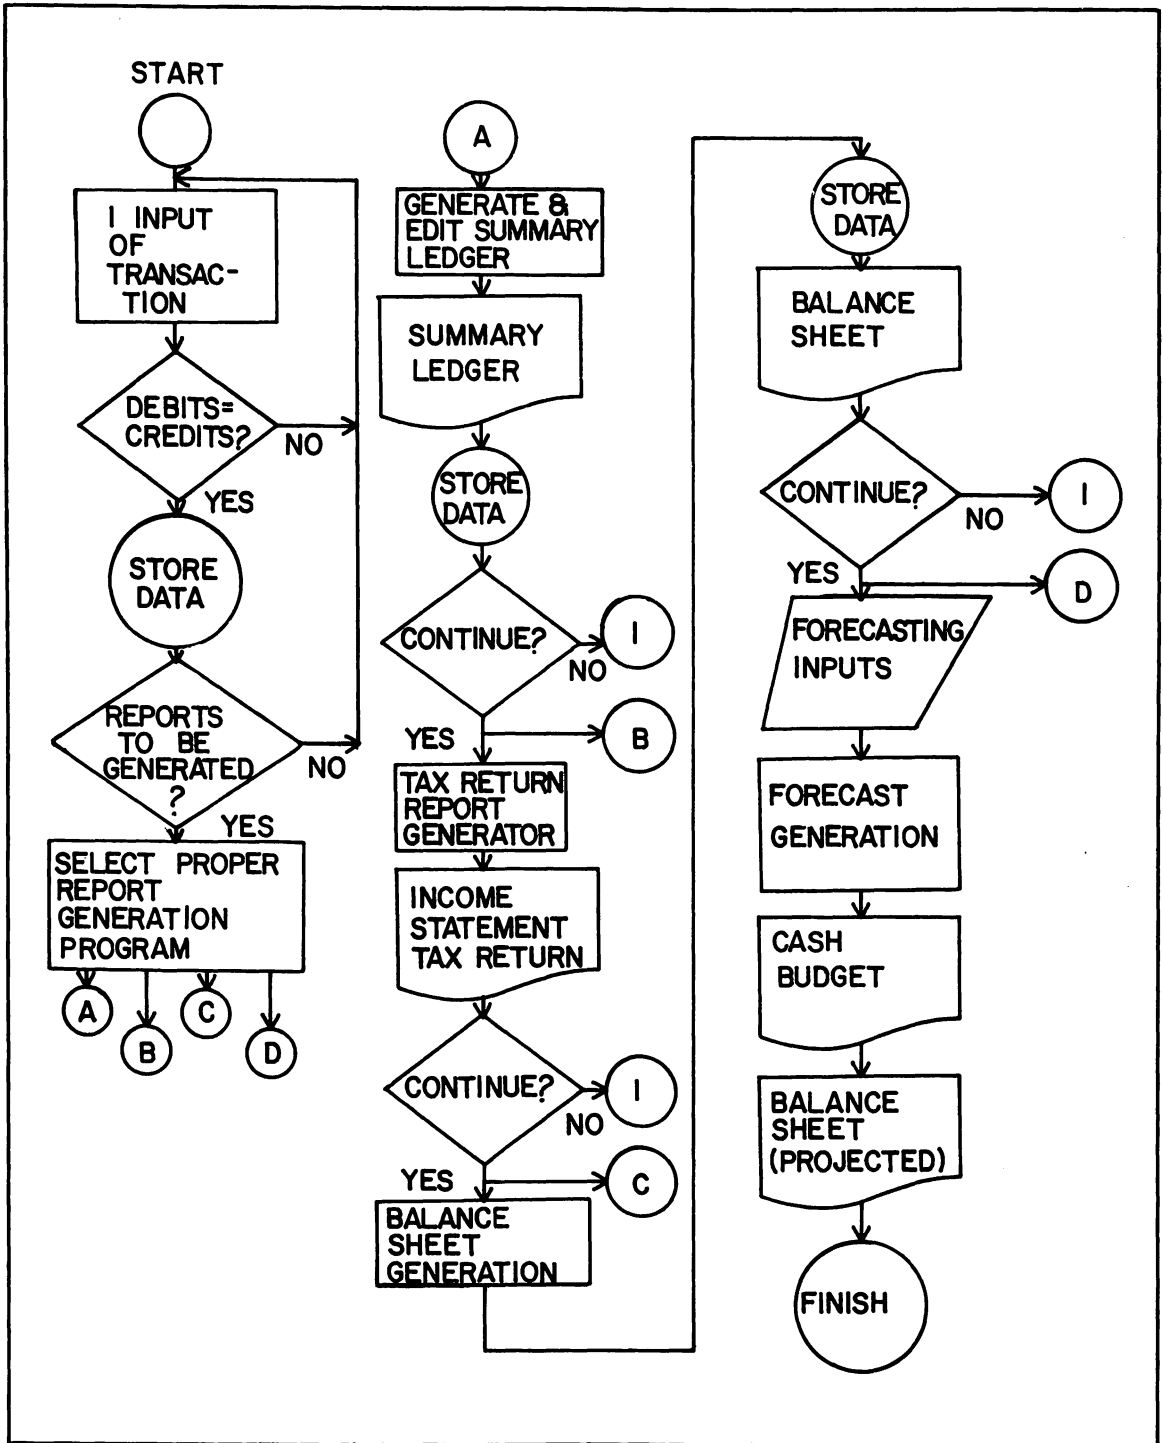 START
I INPUT
OF
TRANSAC-
TION
DEBITS=
CREDITS?
NO
YES
STORE
DATA
REPORTS
TO BE
GENERATED
?
NO
YES
SELECT PROPER
REPORT
GENERATION
PROGRAM
A
B
C
D
A
GENERATE &
EDIT SUMMARY
LEDGER
SUMMARY
LEDGER
STORE
DATA
CONTINUE?
NO
I
YES
B
TAX RETURN
REPORT
GENERATOR
INCOME
STATEMENT
TAX RETURN
CONTINUE?
NO
I
YES
C
BALANCE
SHEET
GENERATION
STORE
DATA
BALANCE
SHEET
CONTINUE?
NO
I
YES
D
FORECASTING
INPUTS
FORECAST
GENERATION
CASH
BUDGET
BALANCE
SHEET
(PROJECTED)
FINISH